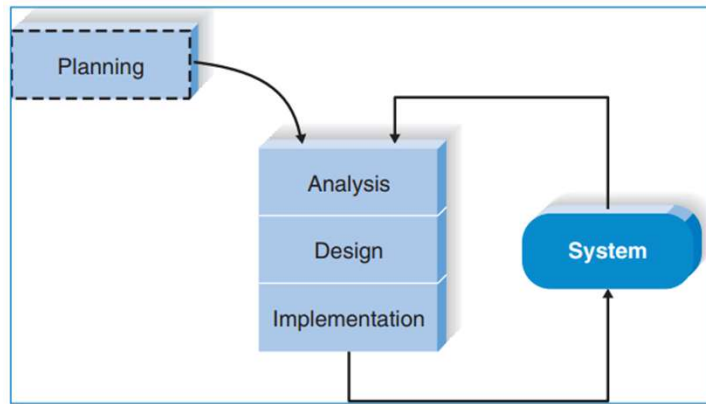 Planning
Analysis
Design
Implementation
System